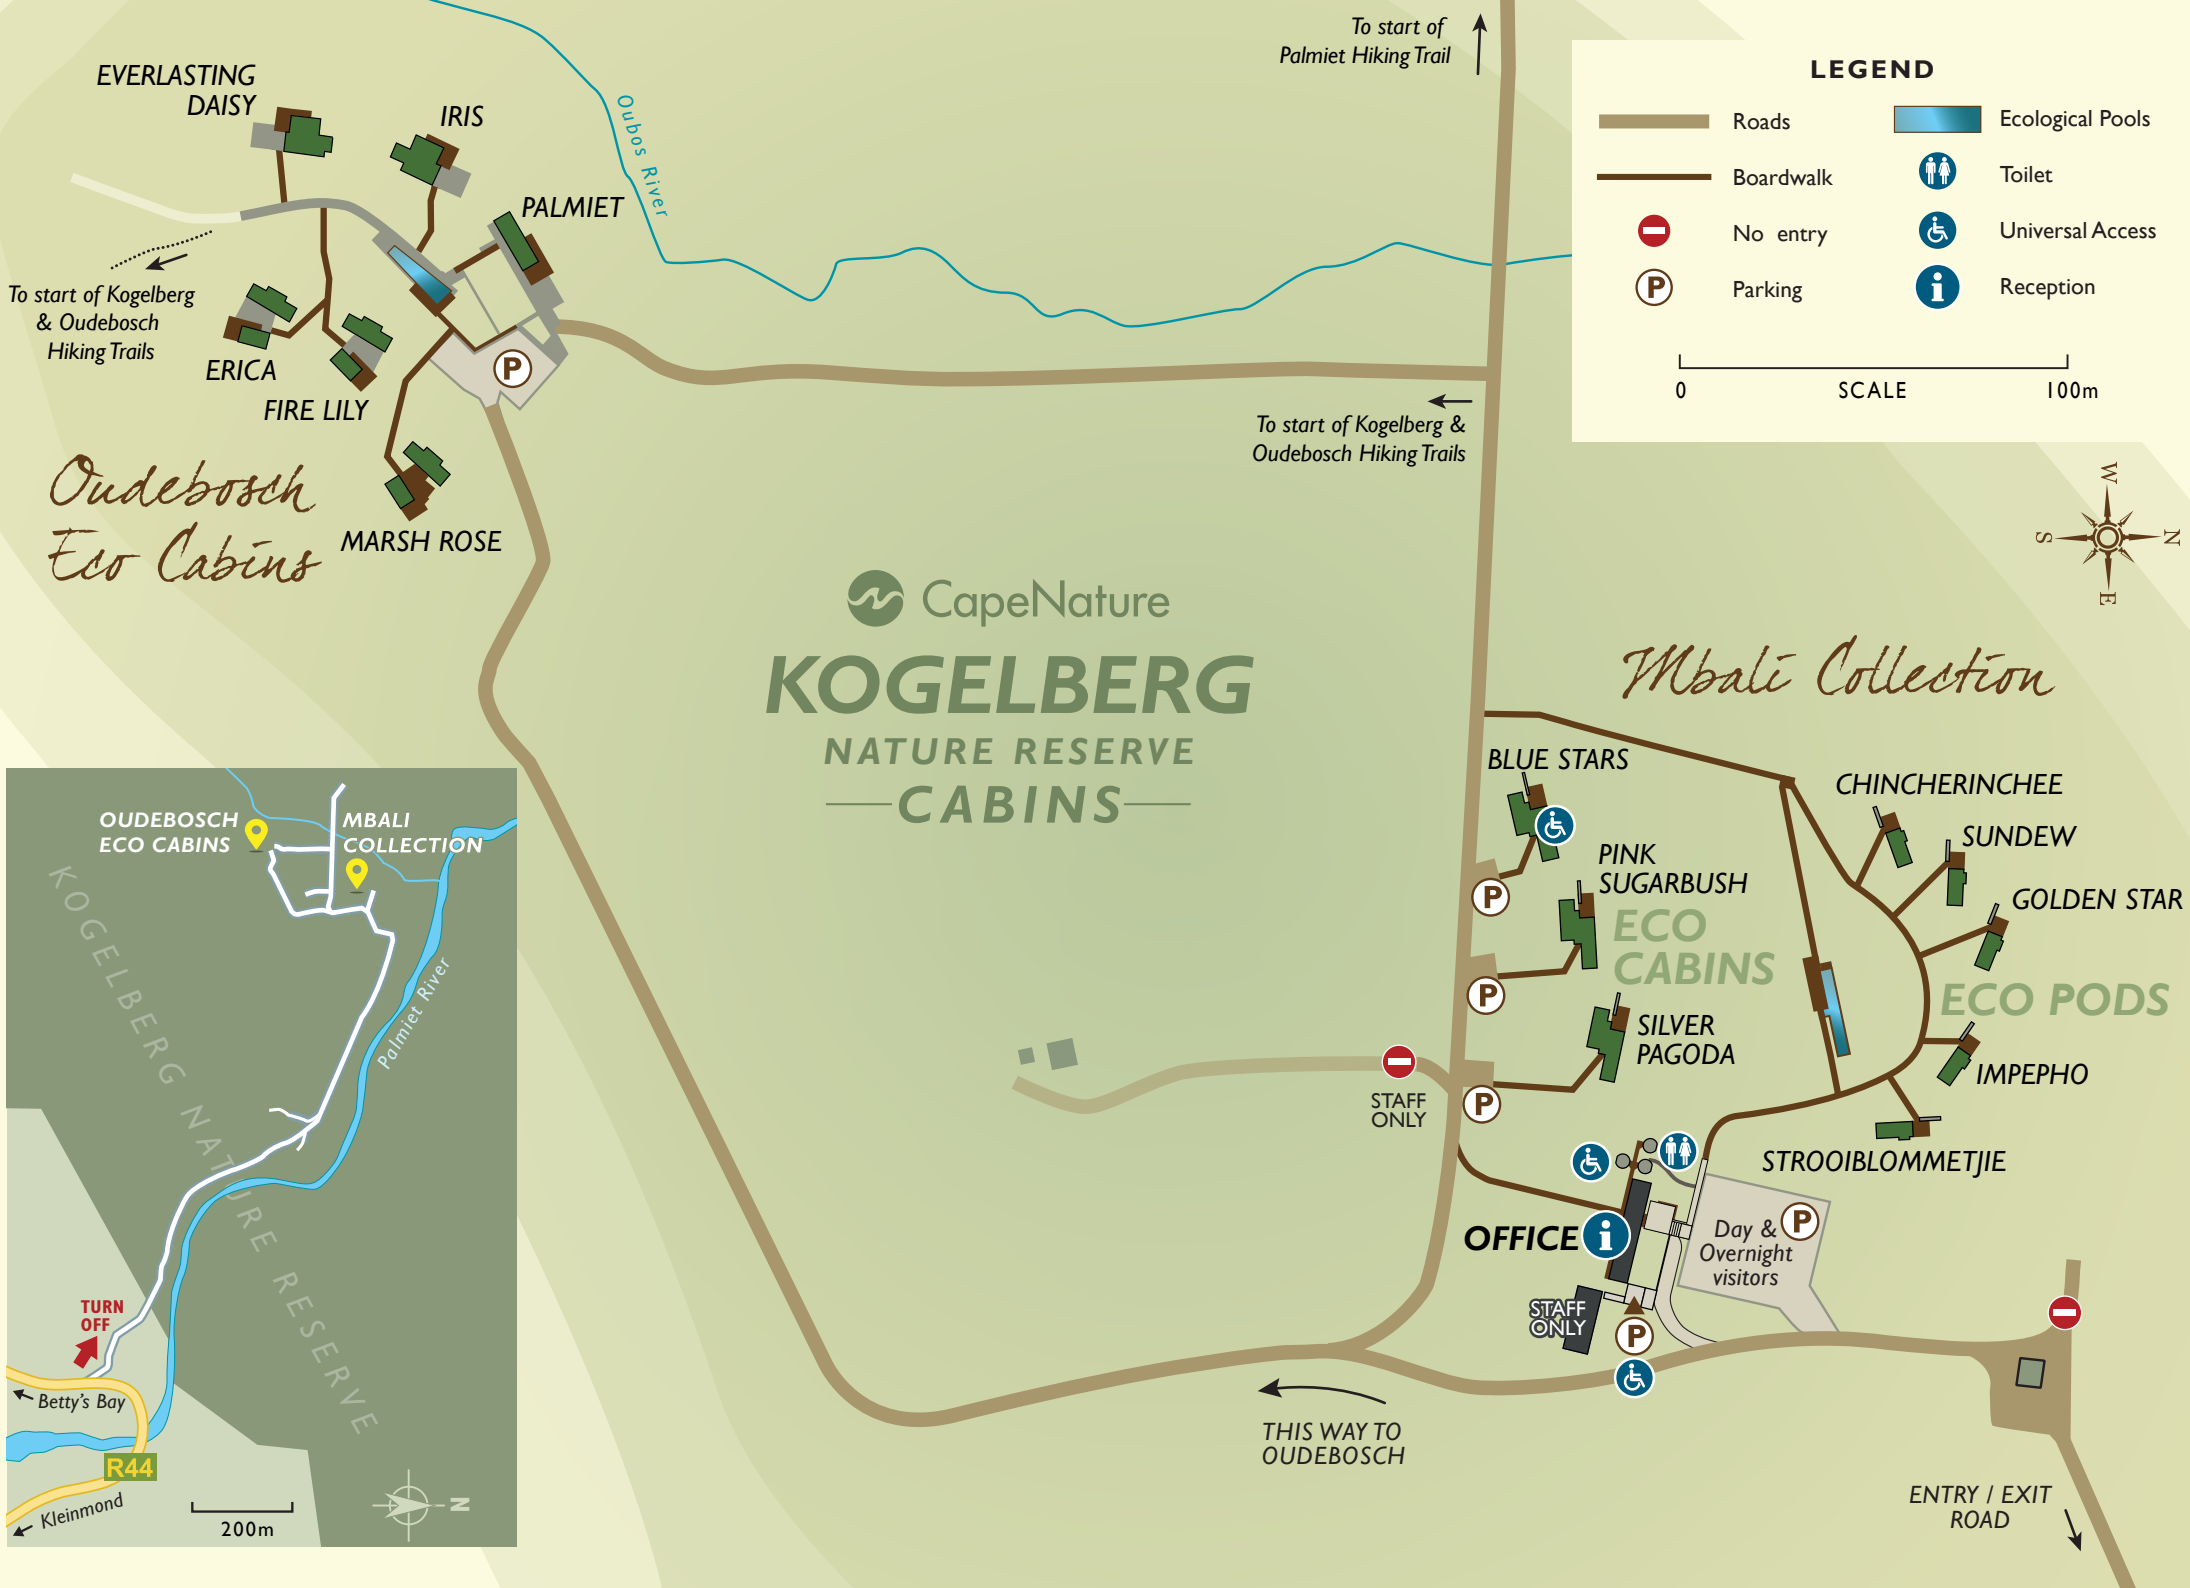 To start of
Palmiet Hiking Trail
LEGEND
Roads
Ecological Pools
Boardwalk
Toilet
No entry
Universal Access
P
Parking
i
Reception
0
SCALE
100m
EVERLASTING
DAISY
IRIS
PALMIET
Oubos River
To start of Kogelberg
& Oudebosch
Hiking Trails
ERICA
FIRE LILY
P
MARSH ROSE
Oudebosch
Eco Cabins
To start of Kogelberg &
Oudebosch Hiking Trails
W
S
N
E
CapeNature
KOGELBERG
NATURE RESERVE
CABINS
Mbali Collection
BLUE STARS
P
PINK
SUGARBUSH
P
ECO
CABINS
SILVER
PAGODA
P
CHINCHERINCHEE
SUNDEW
GOLDEN STAR
ECO PODS
IMPEPHO
STROOIBLOMMETJIE
STAFF
ONLY
OFFICE
i
Day &
Overnight
visitors
P
STAFF
ONLY
P
THIS WAY TO
OUDEBOSCH
ENTRY / EXIT
ROAD
OUDEBOSCH
ECO CABINS
MBALI
COLLECTION
KOGELBERG NATURE RESERVE
Palmiet River
TURN
OFF
Betty's Bay
R44
Kleinmond
200m
N